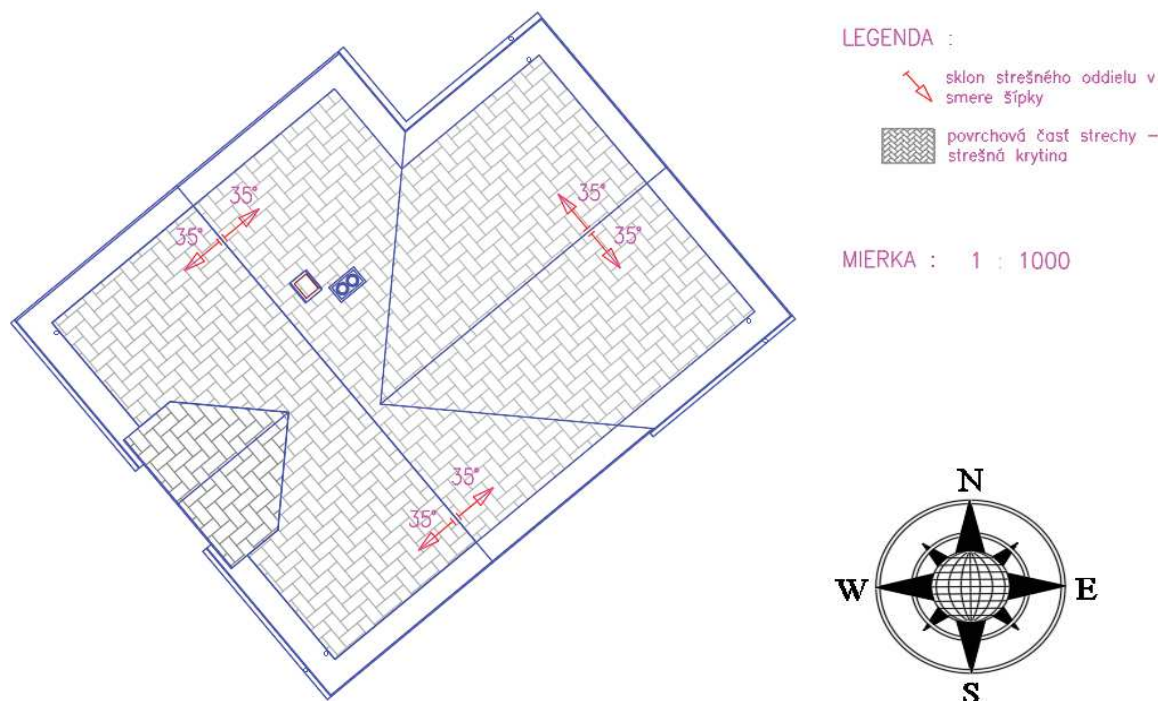 LEGENDA :
sklon strešného oddielu v
smere šípky
povrchová časť strechy –
strešná krytina
MIERKA : 1 : 1000
35°
35°
35°
35°
35°
35°
N
W
E
S